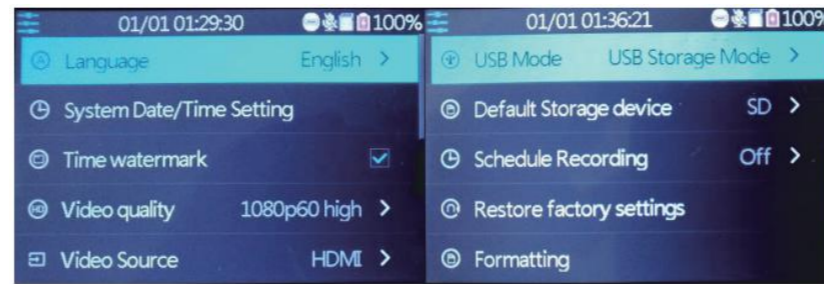 01/01 01:29:30 100%
Language English >
System Date/Time Setting
Time watermark
Video quality 1080p60 high >
Video Source HDMI >
01/01 01:36:21 100%
USB Mode USB Storage Mode >
Default Storage device SD >
Schedule Recording Off >
Restore factory settings
Formatting